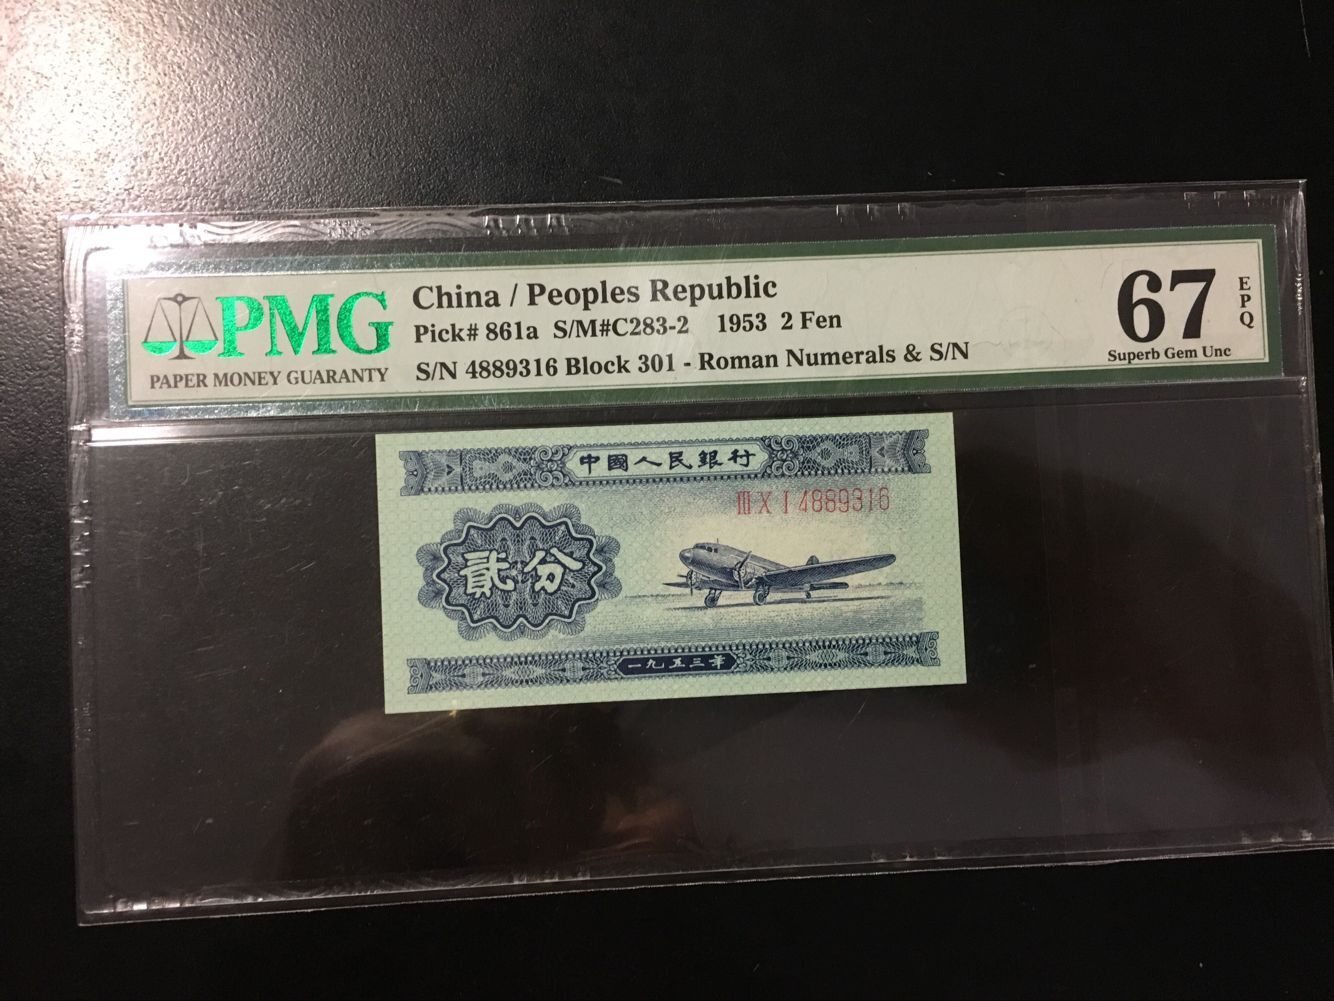 PMG
PAPER MONEY GUARANTY
China / Peoples Republic
Pick# 861a S/M#C283-2 1953 2 Fen
S/N 4889316 Block 301 - Roman Numerals & S/N
67
EPQ
Superb Gem Unc
中國人民銀行
III X I 4889316
貳分
一九五三年